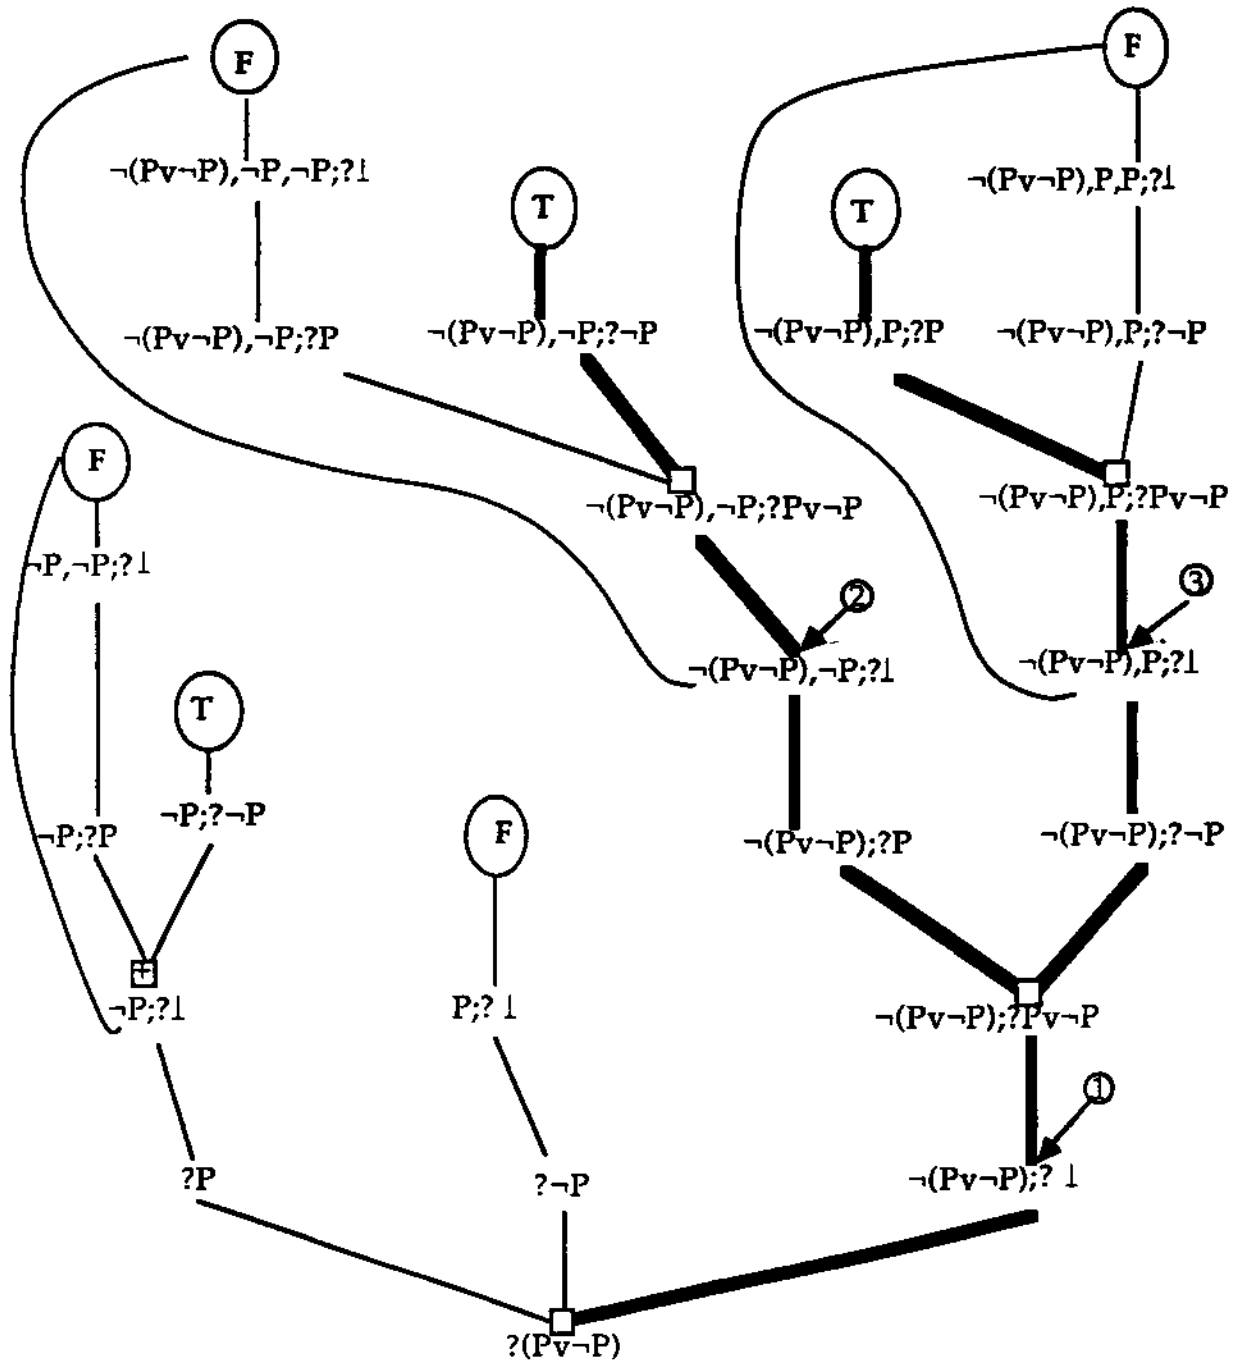 F
F
¬(Pv¬P),¬P,¬P;?⊥
¬(Pv¬P),P,P;?⊥
T
T
¬(Pv¬P),¬P;?P
¬(Pv¬P),¬P;?¬P
¬(Pv¬P),P;?P
¬(Pv¬P),P;?¬P
F
¬(Pv¬P),¬P;?Pv¬P
¬(Pv¬P),P;?Pv¬P
¬P,¬P;?⊥
2
3
¬(Pv¬P),¬P;?⊥
¬(Pv¬P),P;?⊥
T
¬P;?P
¬P;?¬P
F
¬(Pv¬P);?P
¬(Pv¬P);?¬P
+
¬P;?⊥
P;?⊥
¬(Pv¬P);?Pv¬P
1
?P
?¬P
¬(Pv¬P);?⊥
?(Pv¬P)